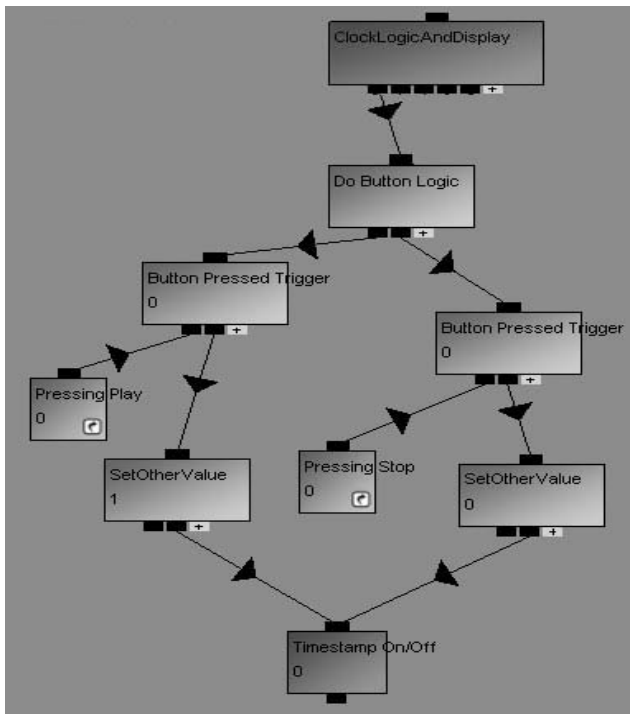 ClockLogicAndDisplay
+
Do Button Logic
+
Button Pressed Trigger
0
+
Button Pressed Trigger
0
+
Pressing Play
0
SetOtherValue
1
+
Pressing Stop
0
SetOtherValue
0
+
Timestamp On/Off
0